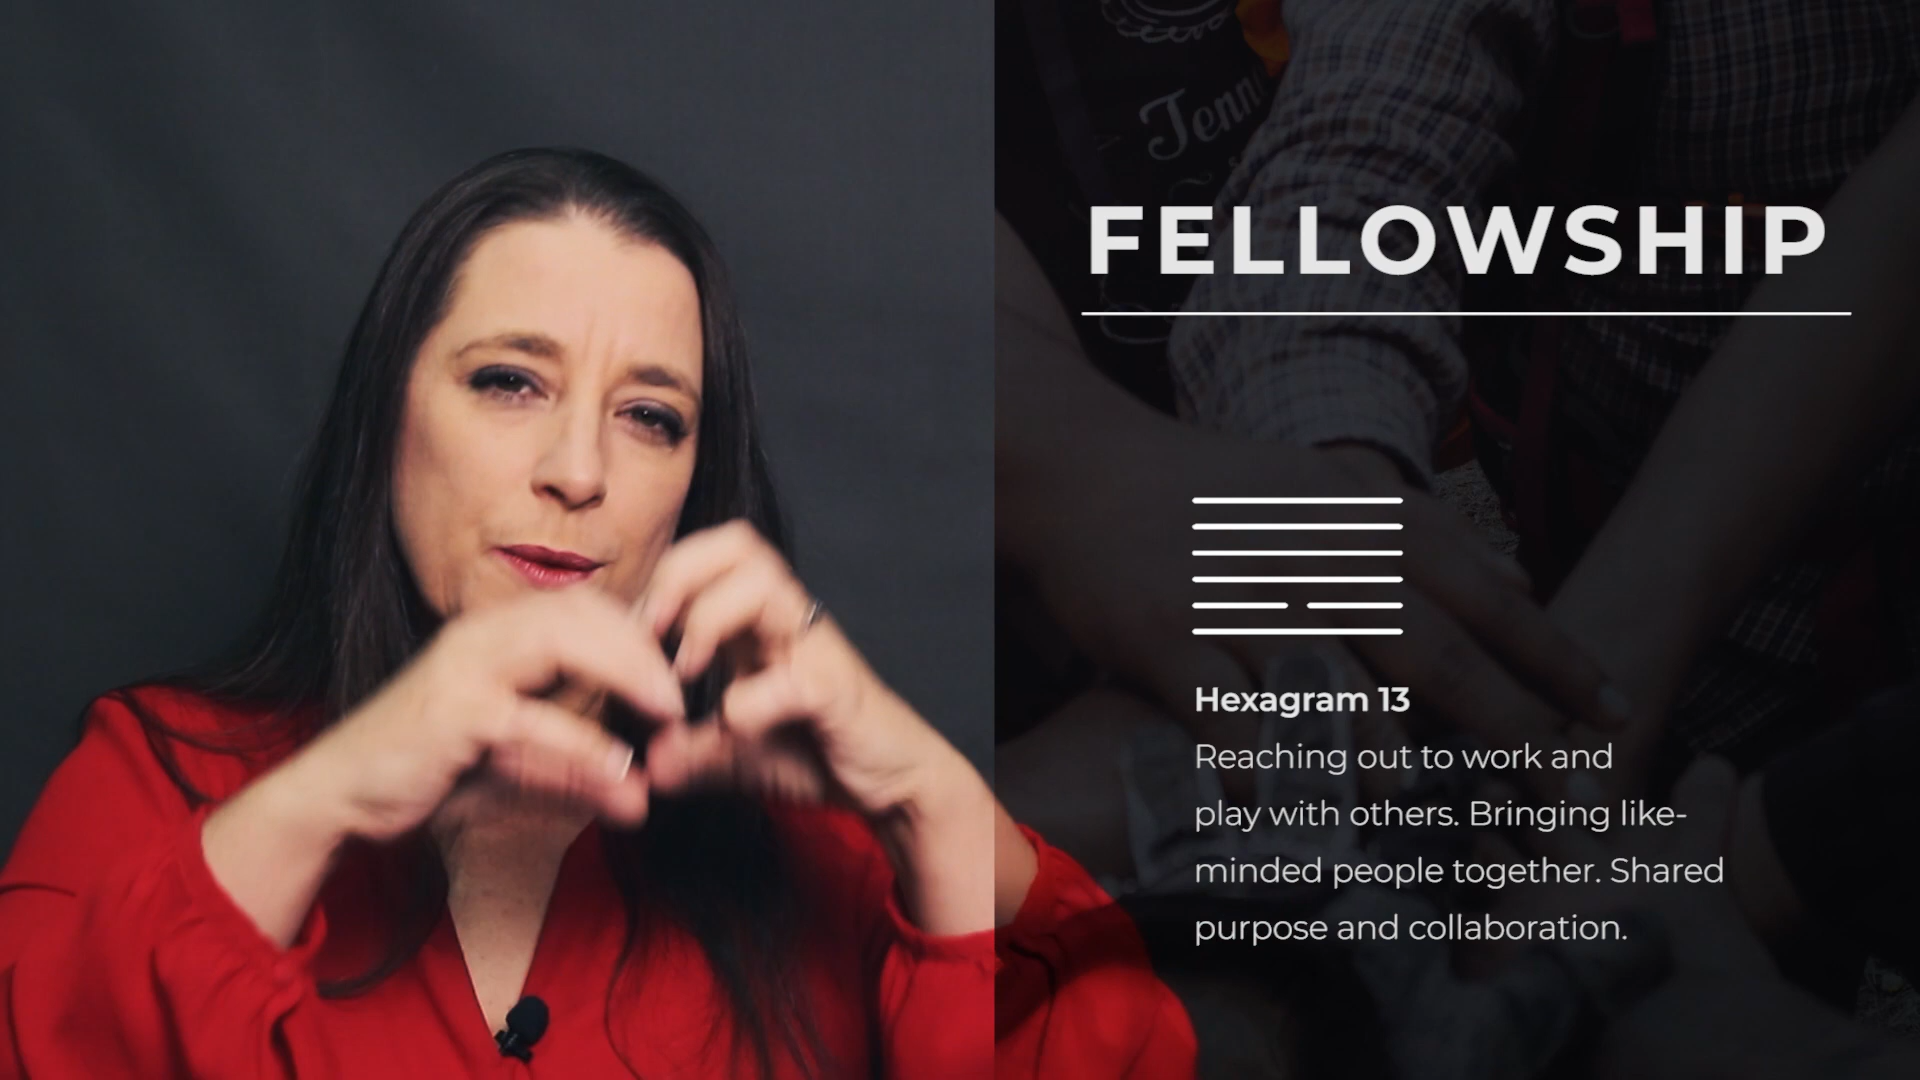 FELLOWSHIP
Hexagram 13
Reaching out to work and
play with others. Bringing like-
minded people together. Shared
purpose and collaboration.